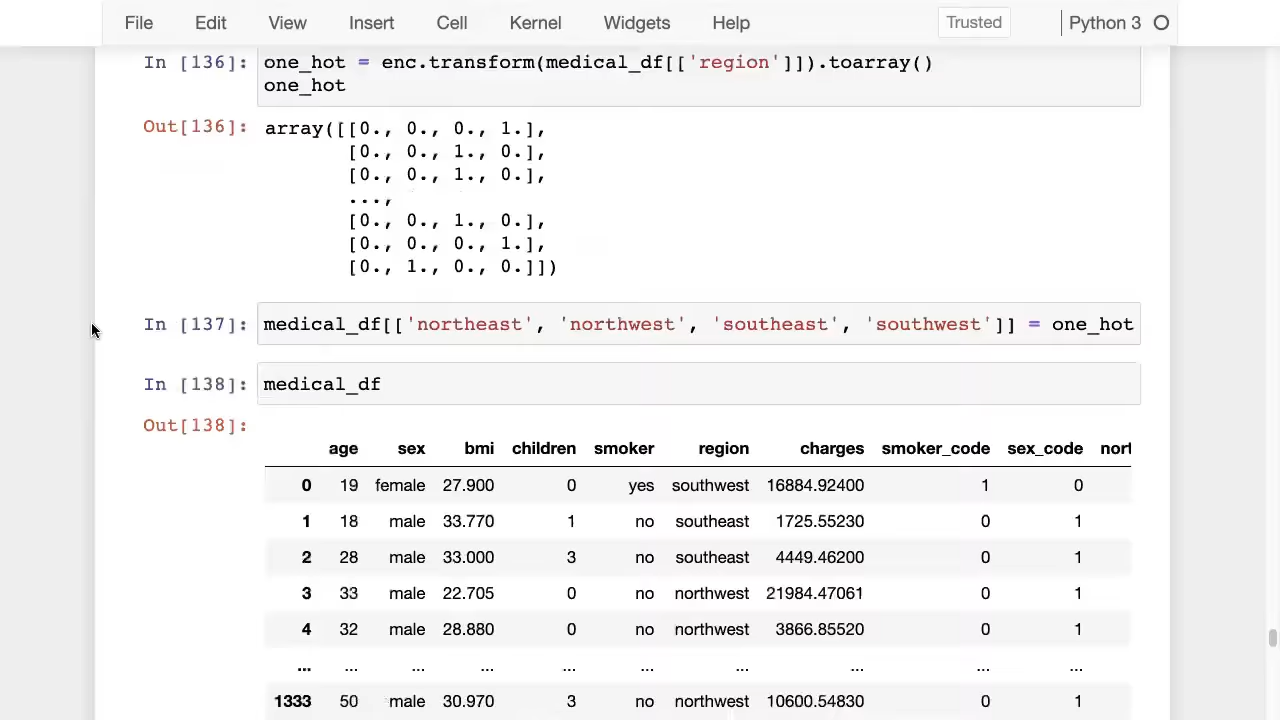 File Edit View Insert Cell Kernel Widgets Help Trusted Python 3
In [136]: one_hot = enc.transform(medical_df[['region']]).toarray()
one_hot
Out[136]: array([[0., 0., 0., 1.],
[0., 0., 1., 0.],
[0., 0., 1., 0.],
...,
[0., 0., 1., 0.],
[0., 0., 0., 1.],
[0., 1., 0., 0.]])
In [137]: medical_df[['northeast', 'northwest', 'southeast', 'southwest']] = one_hot
In [138]: medical_df
Out[138]:
age sex bmi children smoker region charges smoker_code sex_code nort
0 19 female 27.900 0 yes southwest 16884.92400 1 0
1 18 male 33.770 1 no southeast 1725.55230 0 1
2 28 male 33.000 3 no southeast 4449.46200 0 1
3 33 male 22.705 0 no northwest 21984.47061 0 1
4 32 male 28.880 0 no northwest 3866.85520 0 1
... ... ... ... ... ... ... ... ... ...
1333 50 male 30.970 3 no northwest 10600.54830 0 1